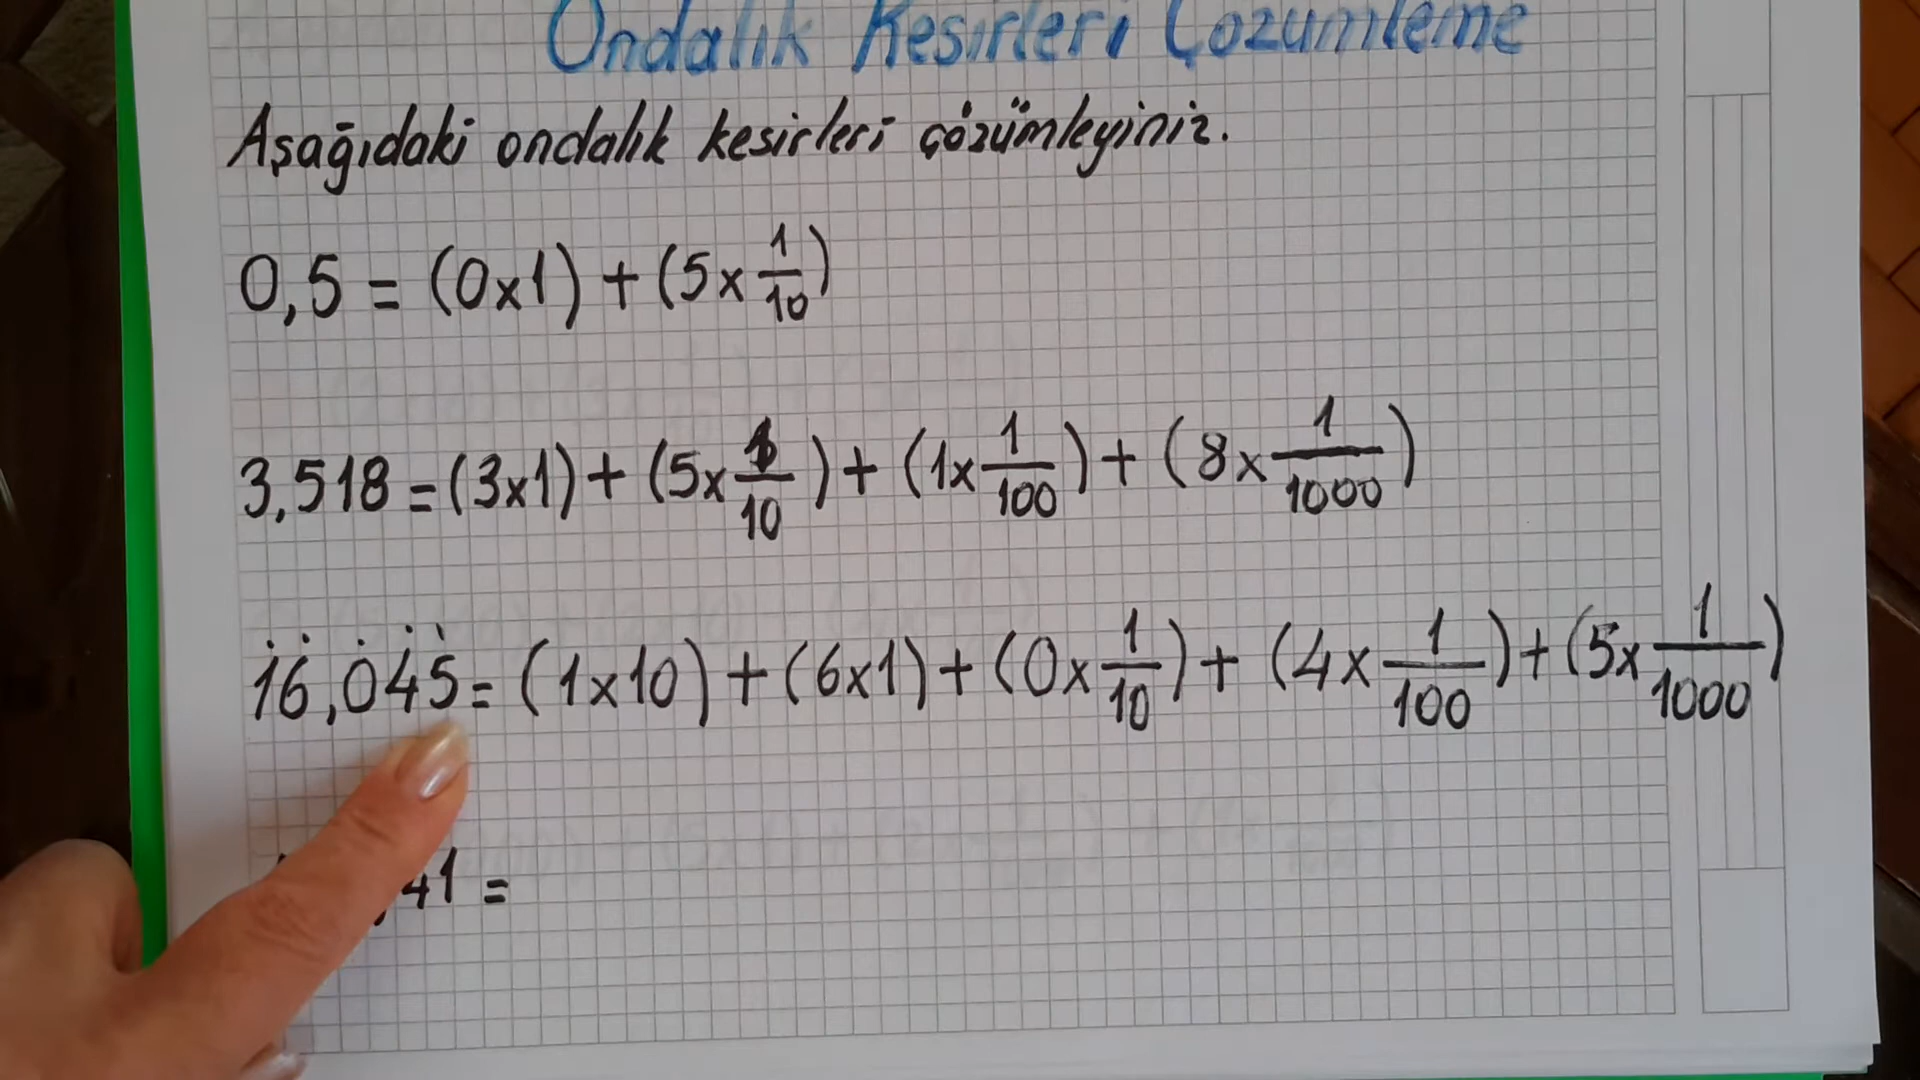 Ondalık Kesirleri Çözümleme
Aşağıdaki ondalık kesirleri çözümleyiniz.
0,5 = (0x1) + (5x 1/10)
3,518 = (3x1) + (5x 1/10) + (1x 1/100) + (8x 1/1000)
16,045 = (1x10) + (6x1) + (0x 1/10) + (4x 1/100) + (5x 1/1000)
,41 =